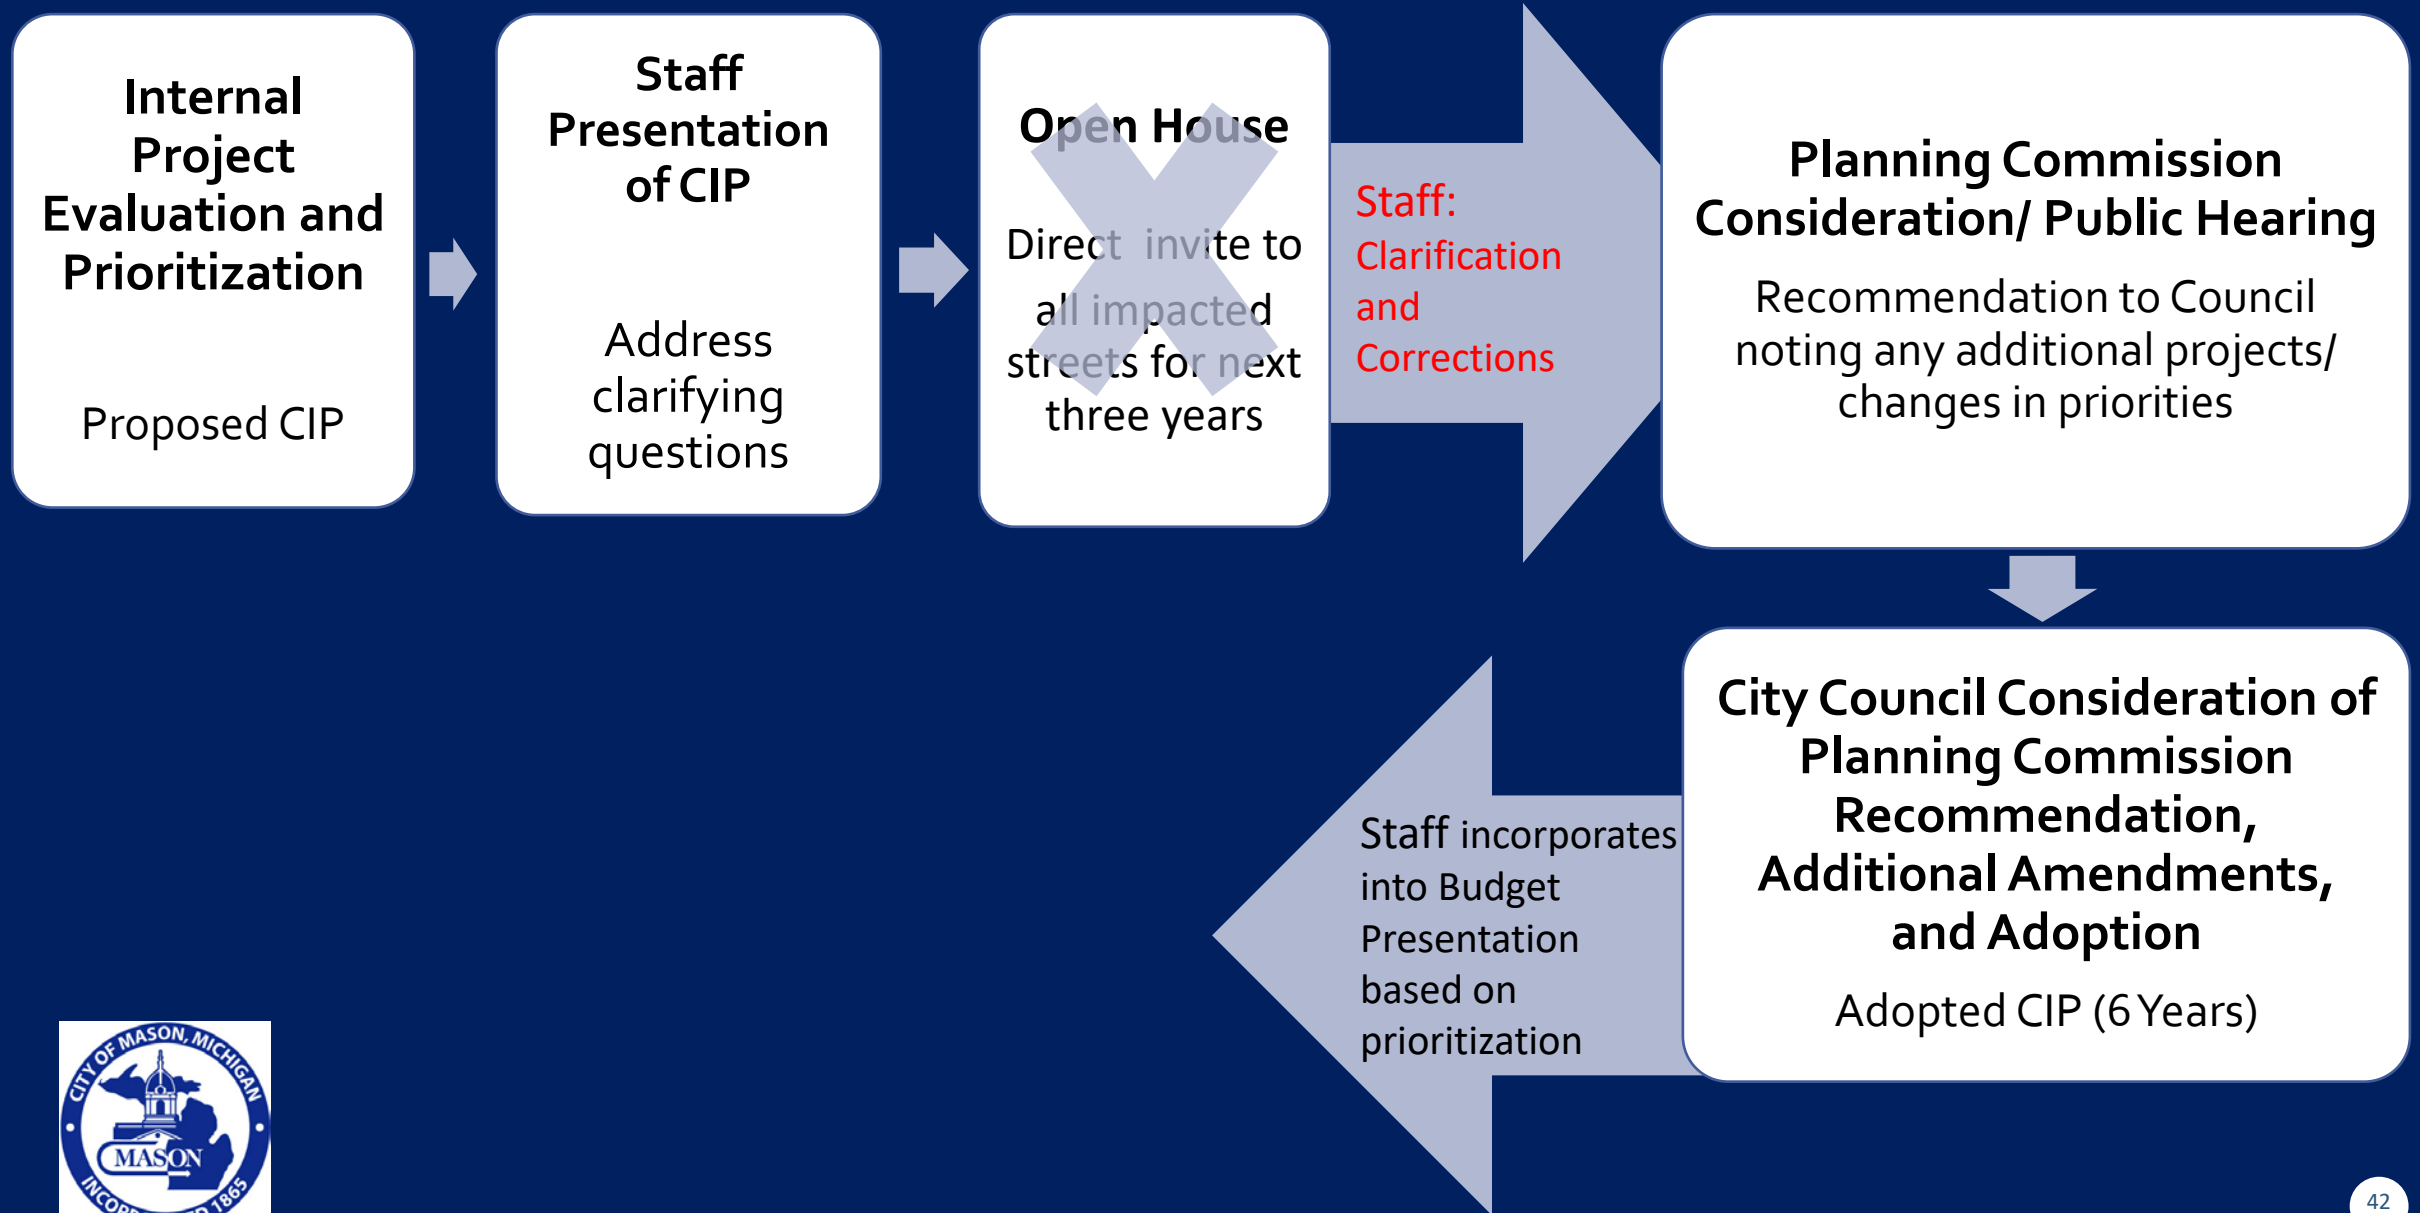 Internal
Project
Evaluation and
Prioritization
Proposed CIP
Staff
Presentation
of CIP
Address
clarifying
questions
Open House
Direct invite to
all impacted
streets for next
three years
Staff:
Clarification
and
Corrections
Planning Commission
Consideration/ Public Hearing
Recommendation to Council
noting any additional projects/
changes in priorities
City Council Consideration of
Planning Commission
Recommendation,
Additional Amendments,
and Adoption
Adopted CIP (6 Years)
Staff incorporates
into Budget
Presentation
based on
prioritization
CITY OF MASON, MICHIGAN
MASON
1865
42